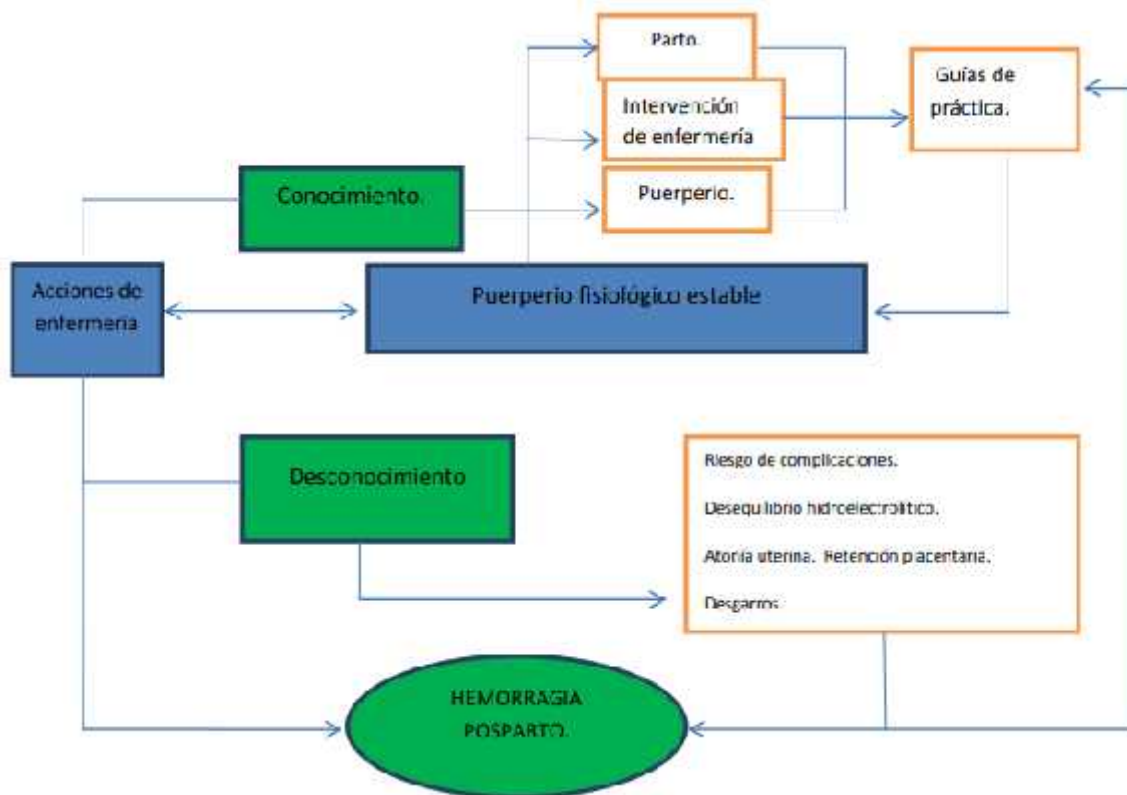 Parto.
Intervención
de enfermería
Puerperio.
Guías de
práctica.
Conocimiento.
Acciones de
enfermería
Puerperio fisiológico estable
Desconocimiento
Riesgo de complicaciones.
Desequilibrio hidroelectrolítico.
Atonía uterina. Retención placentaria.
Desgarros
HEMORRAGIA
POSPARTO.